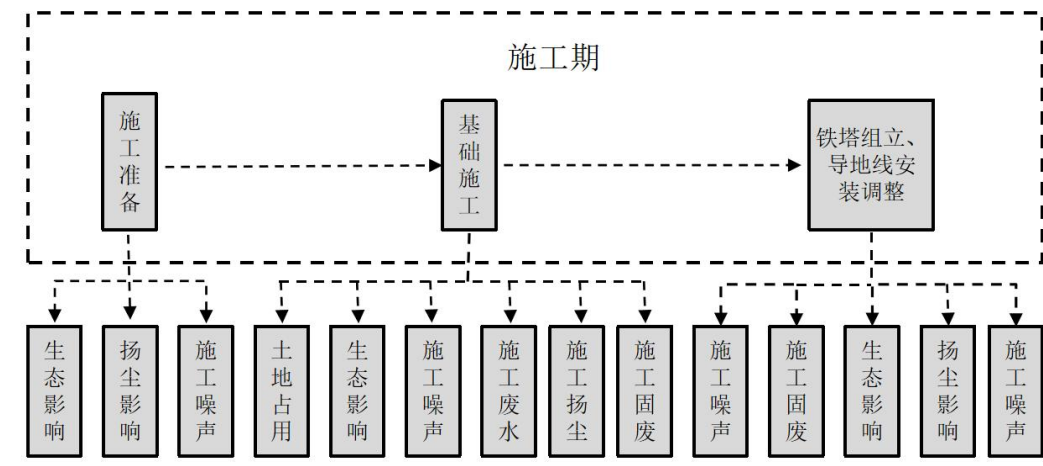 施工期
施工准备
基础施工
铁塔组立、
导地线安
装调整
生态影响
扬尘影响
施工噪声
土地占用
生态影响
施工噪声
施工废水
施工扬尘
施工固废
施工噪声
施工固废
生态影响
扬尘影响
施工噪声